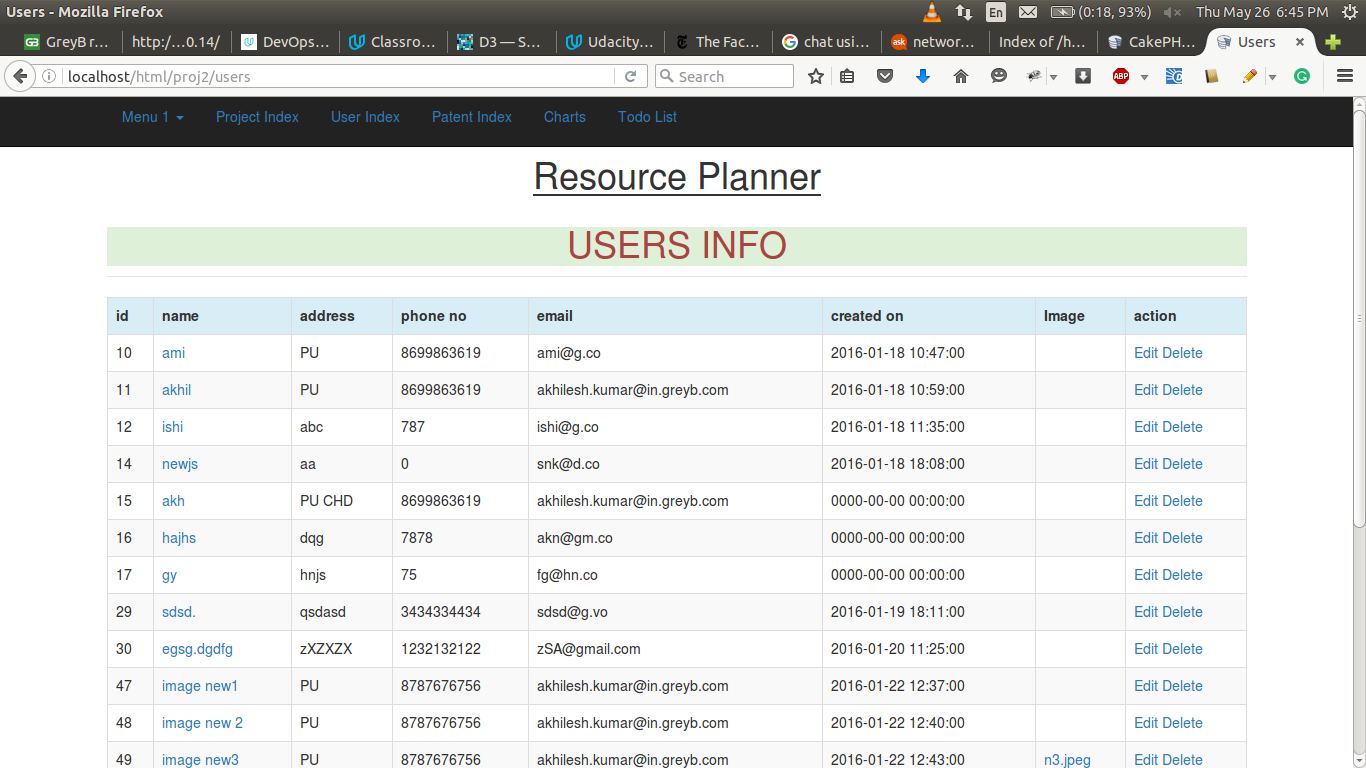 Users - Mozilla Firefox En (0:18, 93%) Thu May 26 6:45 PM
GreyB r... http:/...0.14/ DevOps... Classro... D3 — S... Udacity... The Fac... chat usi... networ... Index of /h... CakePH... Users
localhost/html/proj2/users Search ABP
Menu 1 Project Index User Index Patent Index Charts Todo List
Resource Planner
USERS INFO
id name address phone no email created on Image action
10 ami PU 8699863619 ami@g.co 2016-01-18 10:47:00 Edit Delete
11 akhil PU 8699863619 akhilesh.kumar@in.greyb.com 2016-01-18 10:59:00 Edit Delete
12 ishi abc 787 ishi@g.co 2016-01-18 11:35:00 Edit Delete
14 newjs aa 0 snk@d.co 2016-01-18 18:08:00 Edit Delete
15 akh PU CHD 8699863619 akhilesh.kumar@in.greyb.com 0000-00-00 00:00:00 Edit Delete
16 hajhs dqg 7878 akn@gm.co 0000-00-00 00:00:00 Edit Delete
17 gy hnjs 75 fg@hn.co 0000-00-00 00:00:00 Edit Delete
29 sdsd. qsdasd 3434334434 sdsd@g.vo 2016-01-19 18:11:00 Edit Delete
30 egsg.dgdfg zXZXZX 1232132122 zSA@gmail.com 2016-01-20 11:25:00 Edit Delete
47 image new1 PU 8787676756 akhilesh.kumar@in.greyb.com 2016-01-22 12:37:00 Edit Delete
48 image new 2 PU 8787676756 akhilesh.kumar@in.greyb.com 2016-01-22 12:40:00 Edit Delete
49 image new3 PU 8787676756 akhilesh.kumar@in.greyb.com 2016-01-22 12:43:00 n3.jpeg Edit Delete